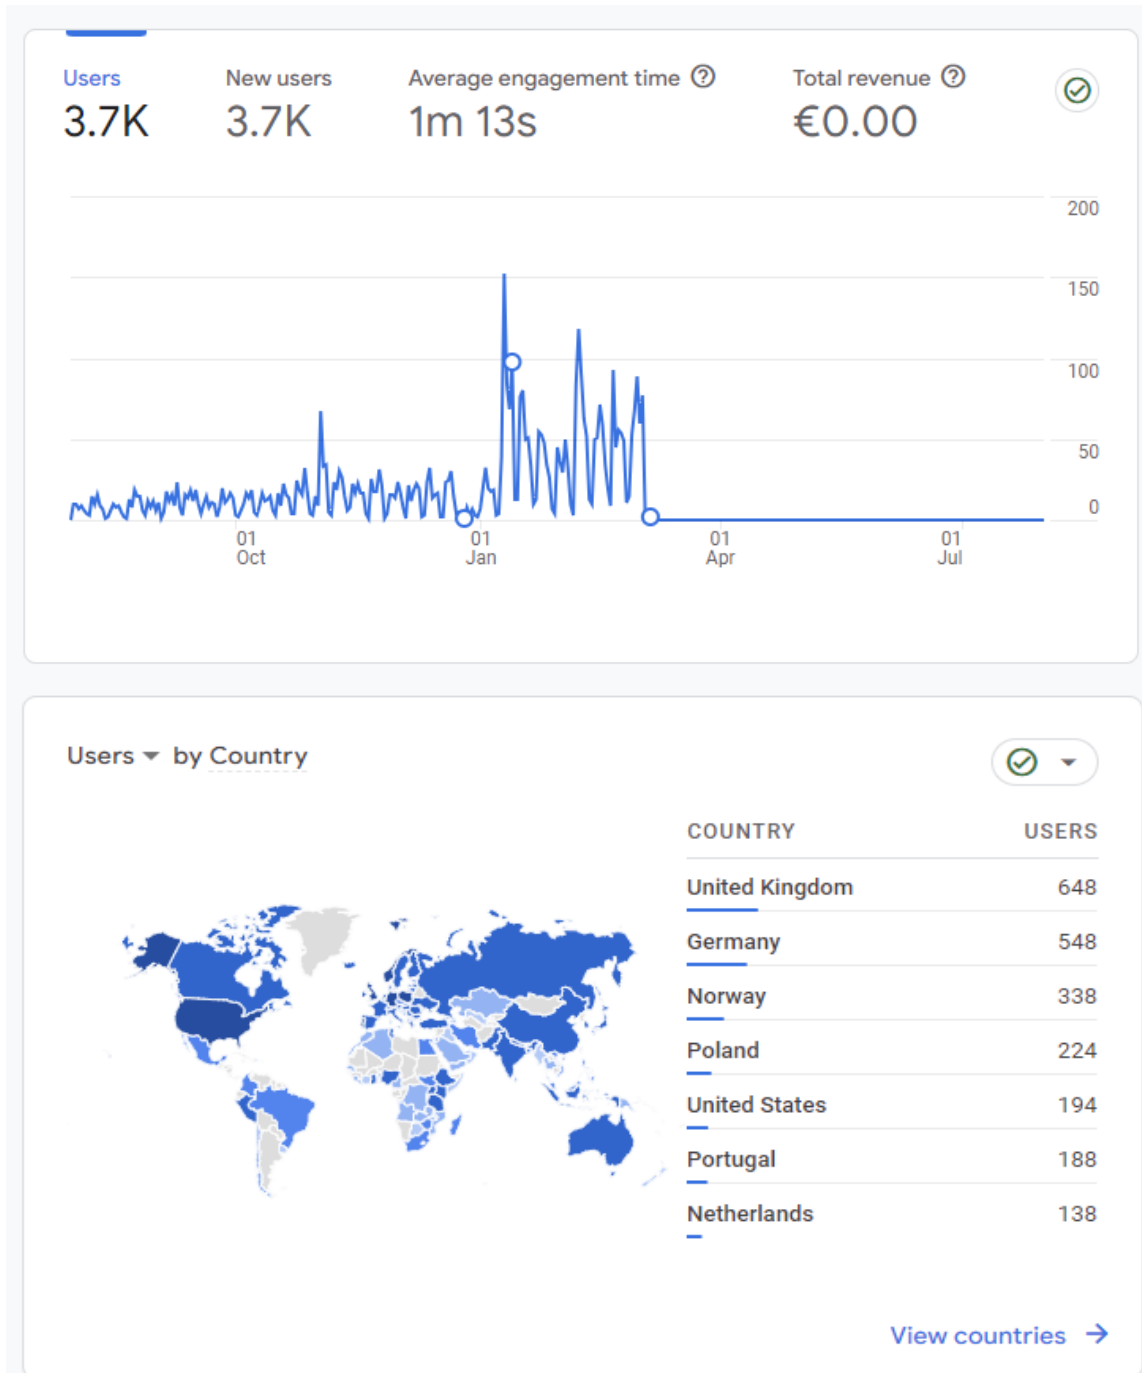 Users
3.7K
New users
3.7K
Average engagement time
1m 13s
Total revenue
€0.00
200
150
100
50
0
01
Oct
01
Jan
01
Apr
01
Jul
Users by Country
COUNTRY USERS
United Kingdom 648
Germany 548
Norway 338
Poland 224
United States 194
Portugal 188
Netherlands 138
View countries